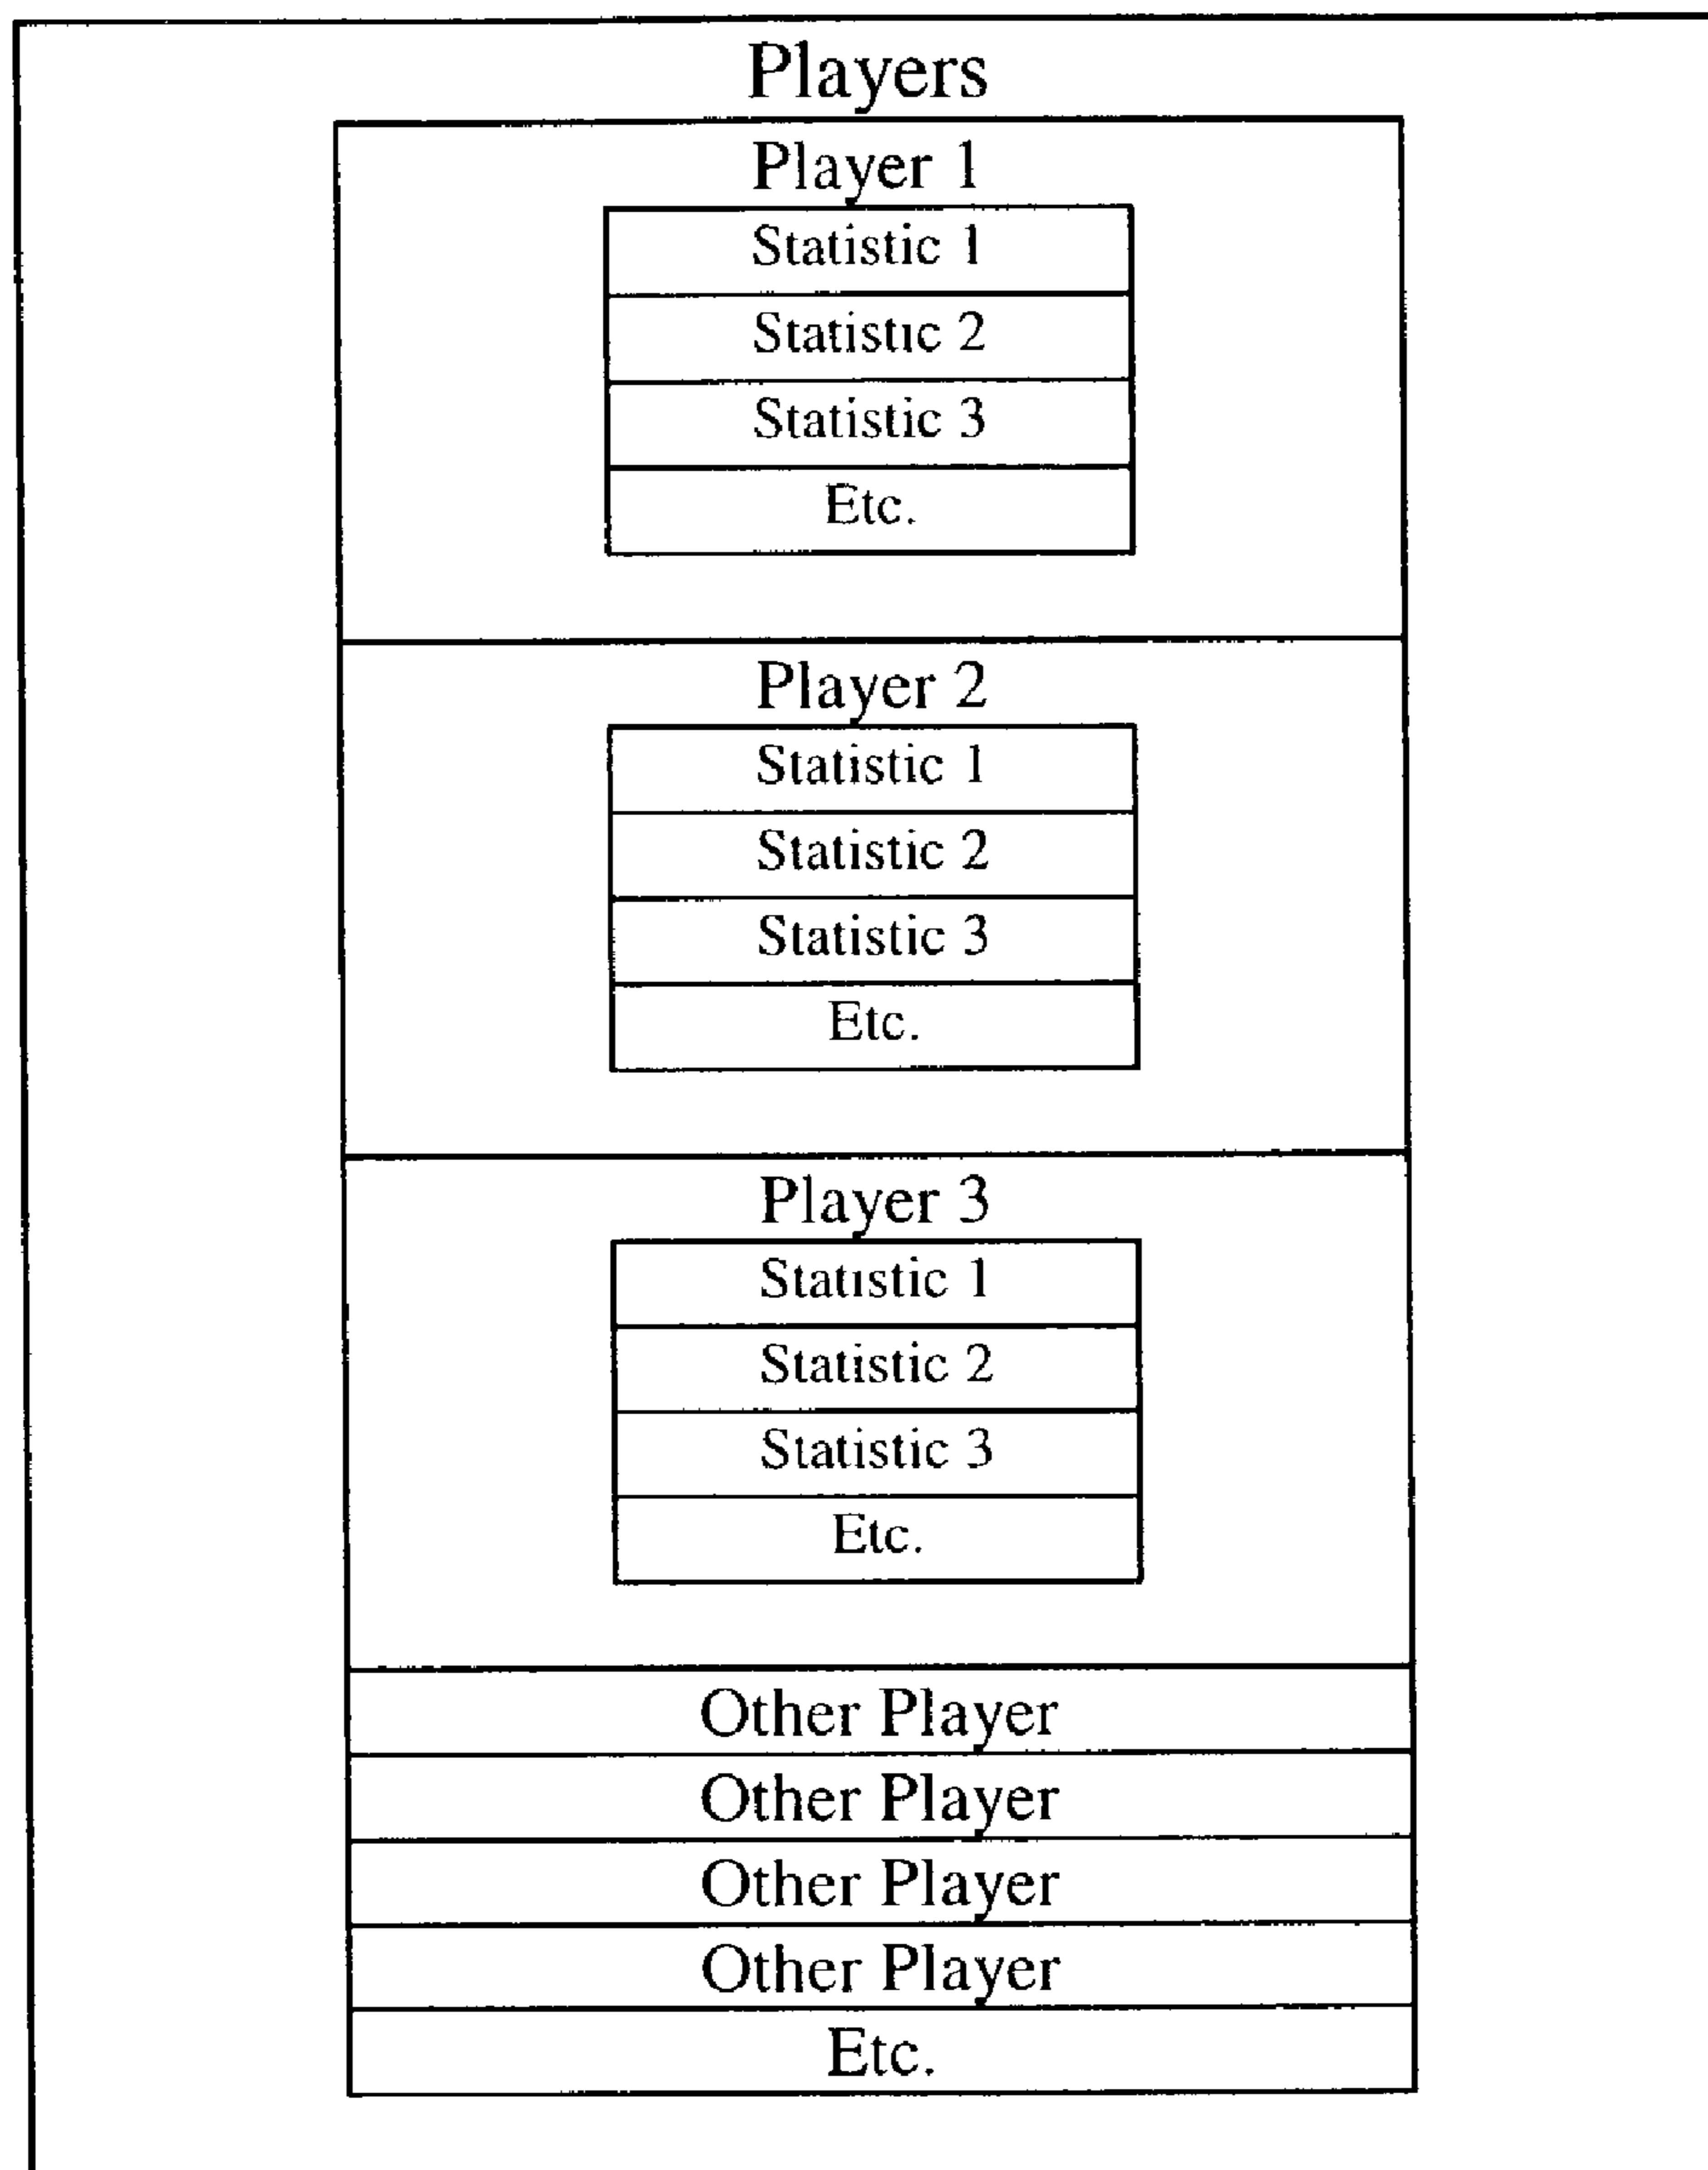 Players
Player 1
Statistic 1
Statistic 2
Statistic 3
Etc.
Player 2
Statistic 1
Statistic 2
Statistic 3
Etc.
Player 3
Statistic 1
Statistic 2
Statistic 3
Etc.
Other Player
Other Player
Other Player
Other Player
Etc.